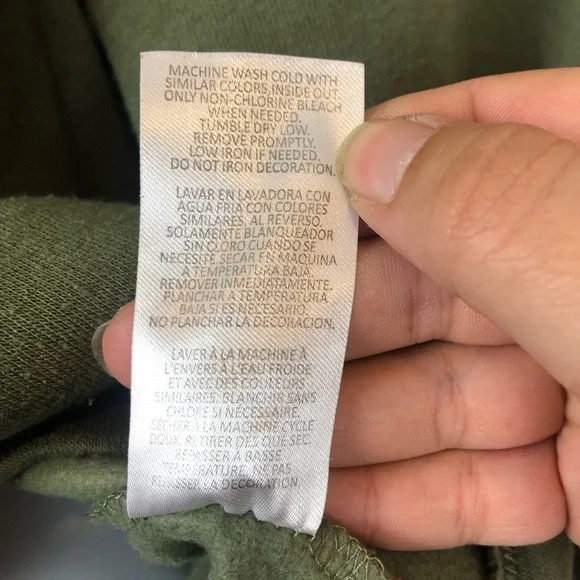 MACHINE WASH COLD WITH
SIMILAR COLORS, INSIDE OUT.
ONLY NON-CHLORINE BLEACH
WHEN NEEDED.
TUMBLE DRY LOW.
REMOVE PROMPTLY.
LOW IRON IF NEEDED.
DO NOT IRON DECORATION.
LAVAR EN LAVADORA CON
AGUA FRIA CON COLORES
SIMILARES, AL REVERSO.
SOLAMENTE BLANQUEADOR
SIN CLORO CUANDO SE
NECESITE. SECAR EN MAQUINA
A TEMPERATURA BAJA.
REMOVER INMEDIATAMENTE.
PLANCHAR A TEMPERATURA
BAJA SI ES NECESARIO.
NO PLANCHAR LA DECORACION.
LAVER À LA MACHINE À
L'ENVERS À L'EAU FROIDE
ET AVEC DES COULEURS
SIMILAIRES. BLANCHIR SANS
CHLORE SI NÉCESSAIRE.
SÉCHER À LA MACHINE CYCLE
DOUX. RETIRER DÈS QUE SEC.
REPASSER À BASSE
TEMPÉRATURE. NE PAS
REPASSER LA DÉCORATION